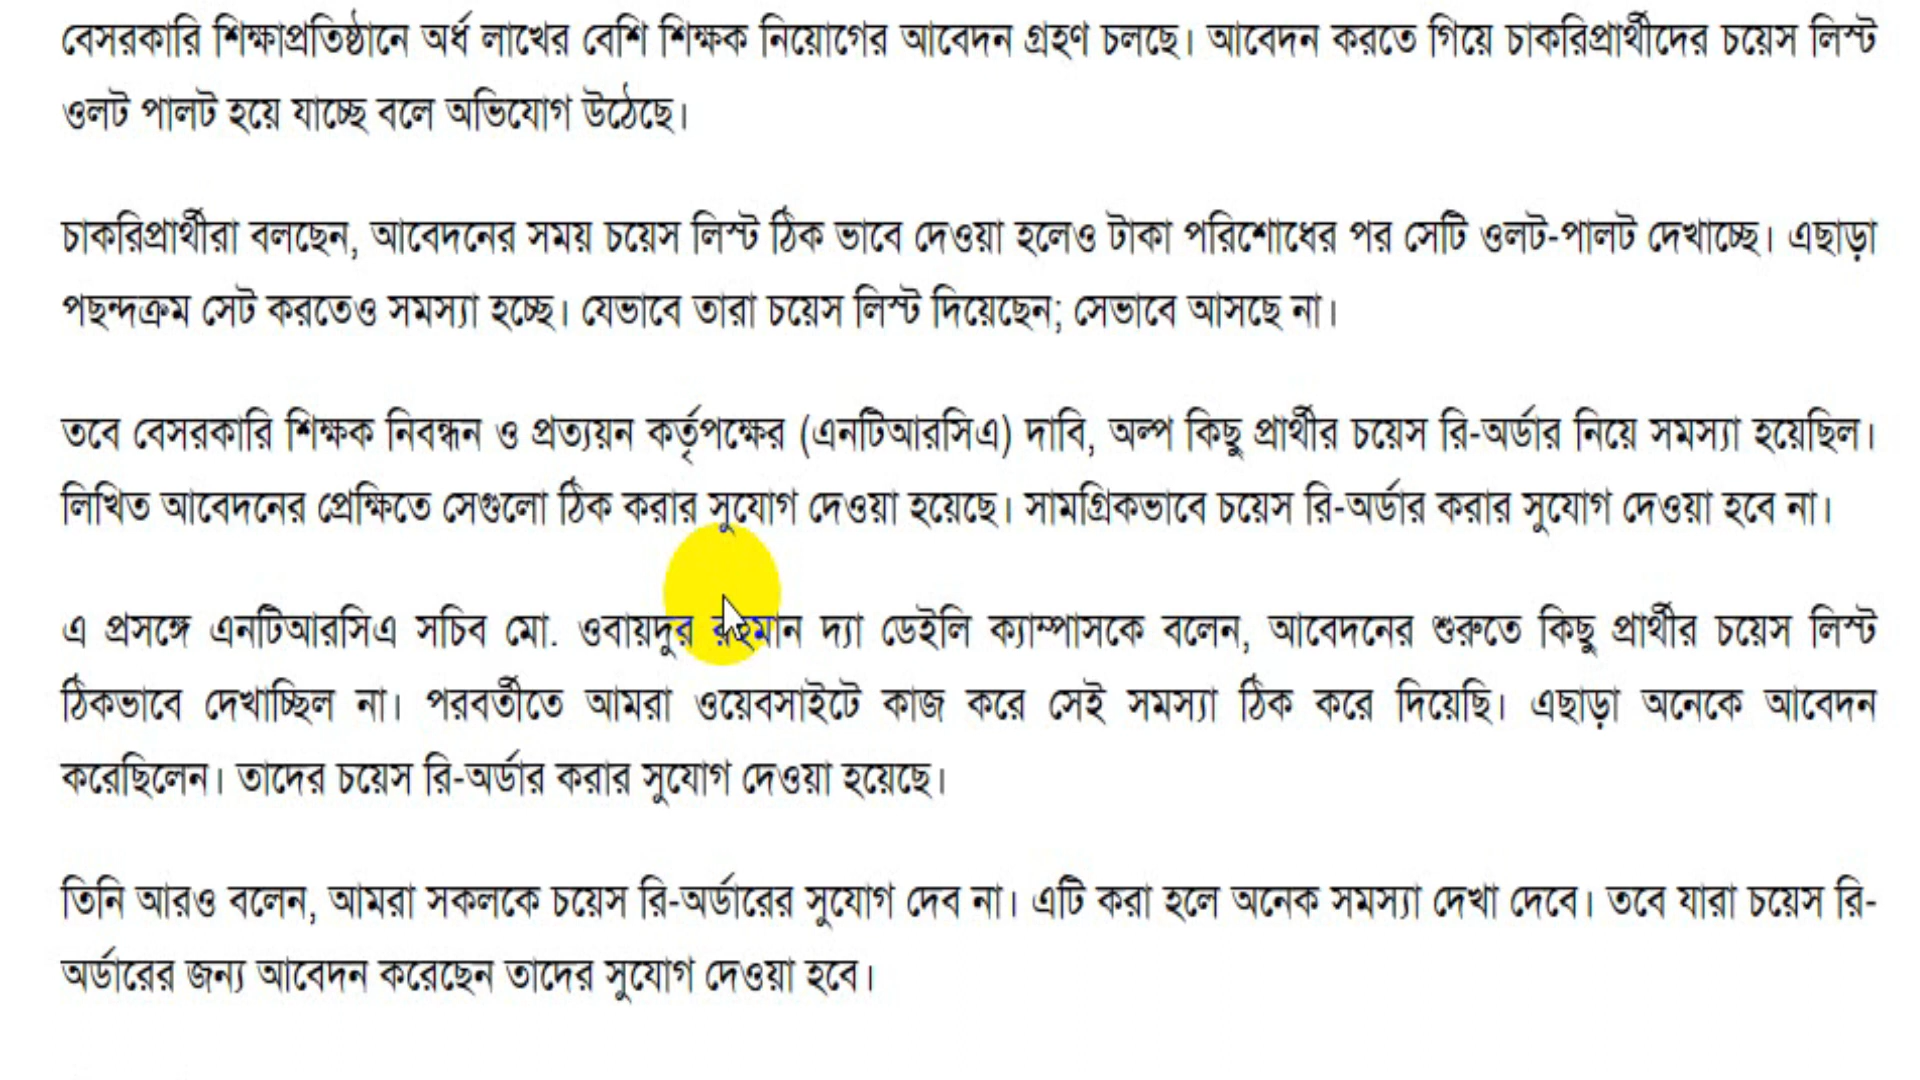 বেসরকারি শিক্ষাপ্রতিষ্ঠানে অর্ধ লাখের বেশি শিক্ষক নিয়োগের আবেদন গ্রহণ চলছে। আবেদন করতে গিয়ে চাকরিপ্রার্থীদের চয়েস লিস্ট
ওলট পালট হয়ে যাচ্ছে বলে অভিযোগ উঠেছে।
চাকরিপ্রার্থীরা বলছেন, আবেদনের সময় চয়েস লিস্ট ঠিক ভাবে দেওয়া হলেও টাকা পরিশোধের পর সেটি ওলট-পালট দেখাচ্ছে। এছাড়া
পছন্দক্রম সেট করতেও সমস্যা হচ্ছে। যেভাবে তারা চয়েস লিস্ট দিয়েছেন; সেভাবে আসছে না।
তবে বেসরকারি শিক্ষক নিবন্ধন ও প্রত্যয়ন কর্তৃপক্ষের (এনটিআরসিএ) দাবি, অল্প কিছু প্রার্থীর চয়েস রি-অর্ডার নিয়ে সমস্যা হয়েছিল।
লিখিত আবেদনের প্রেক্ষিতে সেগুলো ঠিক করার সুযোগ দেওয়া হয়েছে। সামগ্রিকভাবে চয়েস রি-অর্ডার করার সুযোগ দেওয়া হবে না।
এ প্রসঙ্গে এনটিআরসিএ সচিব মো. ওবায়দুর রহমান দ্যা ডেইলি ক্যাম্পাসকে বলেন, আবেদনের শুরুতে কিছু প্রার্থীর চয়েস লিস্ট
ঠিকভাবে দেখাচ্ছিল না। পরবর্তীতে আমরা ওয়েবসাইটে কাজ করে সেই সমস্যা ঠিক করে দিয়েছি। এছাড়া অনেকে আবেদন
করেছিলেন। তাদের চয়েস রি-অর্ডার করার সুযোগ দেওয়া হয়েছে।
তিনি আরও বলেন, আমরা সকলকে চয়েস রি-অর্ডারের সুযোগ দেব না। এটি করা হলে অনেক সমস্যা দেখা দেবে। তবে যারা চয়েস রি-
অর্ডারের জন্য আবেদন করেছেন তাদের সুযোগ দেওয়া হবে।